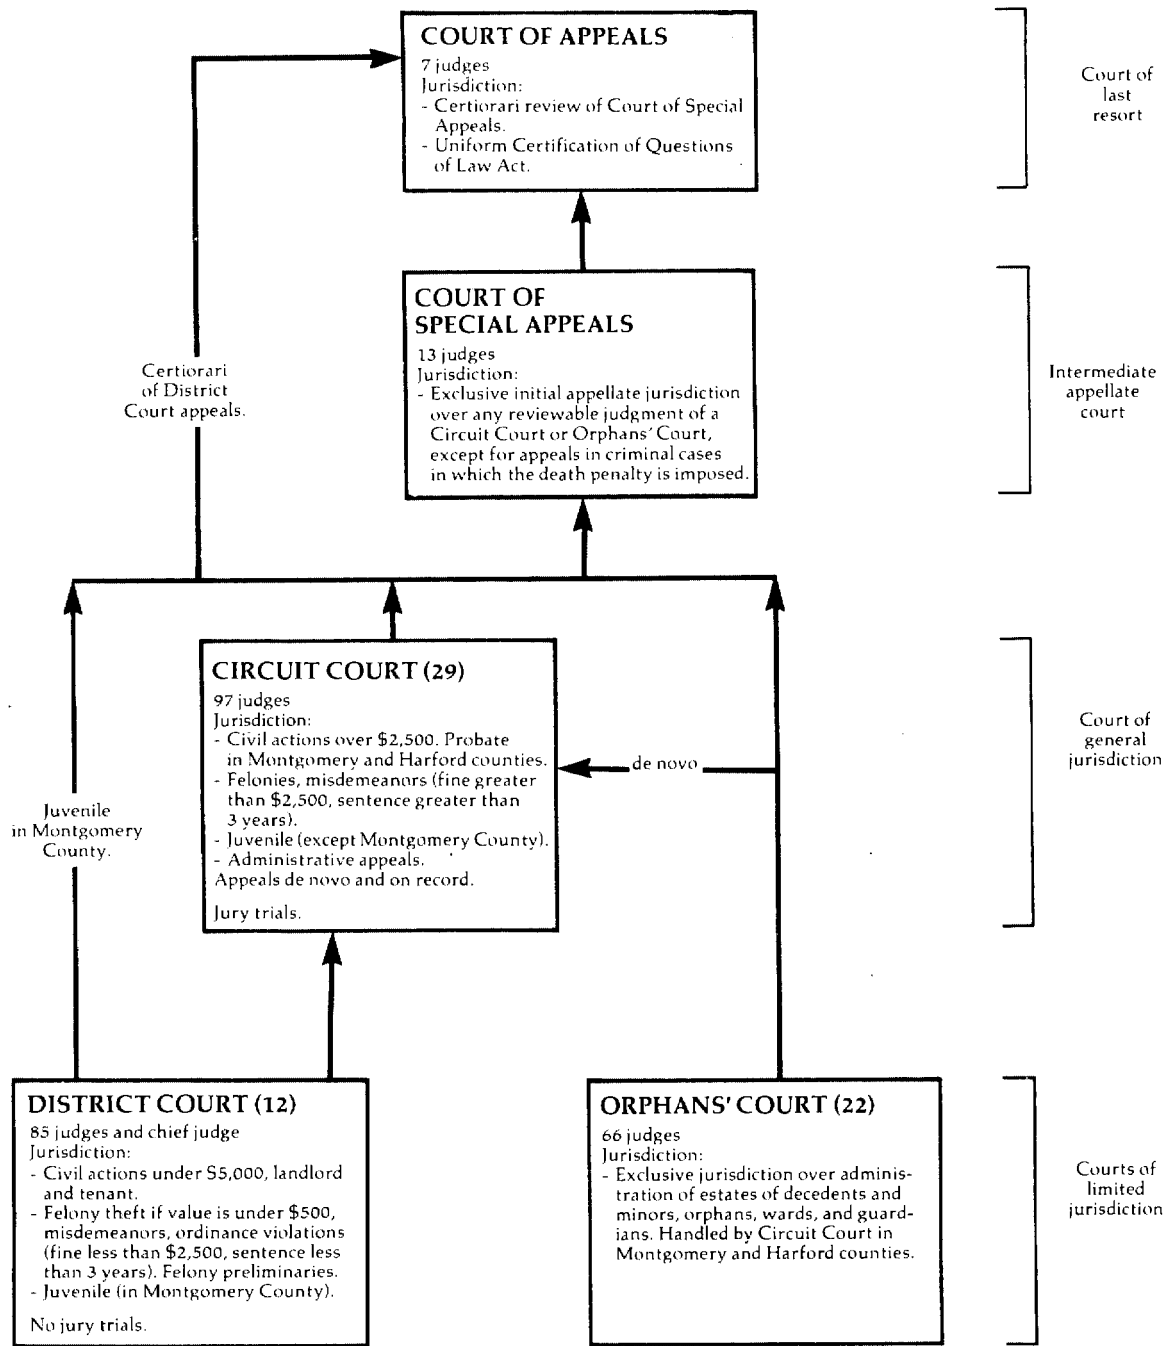 COURT OF APPEALS
7 judges
Jurisdiction:
- Certiorari review of Court of Special
Appeals.
- Uniform Certification of Questions
of Law Act.
Court of
last
resort
COURT OF
SPECIAL APPEALS
13 judges
Jurisdiction:
- Exclusive initial appellate jurisdiction
over any reviewable judgment of a
Circuit Court or Orphans' Court,
except for appeals in criminal cases
in which the death penalty is imposed.
Certiorari
of District
Court appeals.
Intermediate
appellate
court
CIRCUIT COURT (29)
97 judges
Jurisdiction:
- Civil actions over $2,500. Probate
in Montgomery and Harford counties.
- Felonies, misdemeanors (fine greater
than $2,500, sentence greater than
3 years).
- Juvenile (except Montgomery County).
- Administrative appeals.
Appeals de novo and on record.
Jury trials.
de novo
Court of
general
jurisdiction
Juvenile
in Montgomery
County.
DISTRICT COURT (12)
85 judges and chief judge
Jurisdiction:
- Civil actions under $5,000, landlord
and tenant.
- Felony theft if value is under $500,
misdemeanors, ordinance violations
(fine less than $2,500, sentence less
than 3 years). Felony preliminaries.
- Juvenile (in Montgomery County).
No jury trials.
ORPHANS' COURT (22)
66 judges
Jurisdiction:
- Exclusive jurisdiction over adminis-
tration of estates of decedents and
minors, orphans, wards, and guard-
ians. Handled by Circuit Court in
Montgomery and Harford counties.
Courts of
limited
jurisdiction